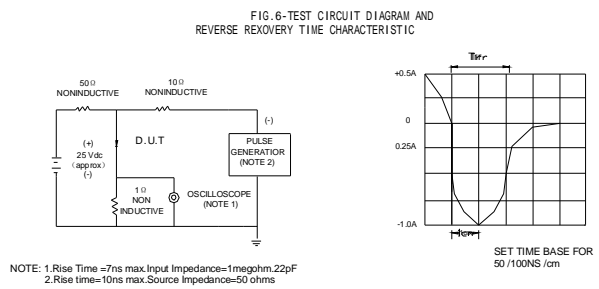 FIG.6-TEST CIRCUIT DIAGRAM AND
REVERSE REXOVERY TIME CHARACTERISTIC
50Ω
NONINDUCTIVE
10Ω
NONINDUCTIVE
(+)
25 Vdc
(approx)
(-)
D.U.T
1Ω
NON
INDUCTIVE
OSCILLOSCOPE
(NOTE 1)
(-)
PULSE
GENERATIOR
(NOTE 2)
+0.5A
0
0.25A
-1.0A
SET TIME BASE FOR
50 /100NS /cm
NOTE: 1.Rise Time =7ns max.Input Impedance=1megohm.22pF
2.Rise time=10ns max.Source Impedance=50 ohms